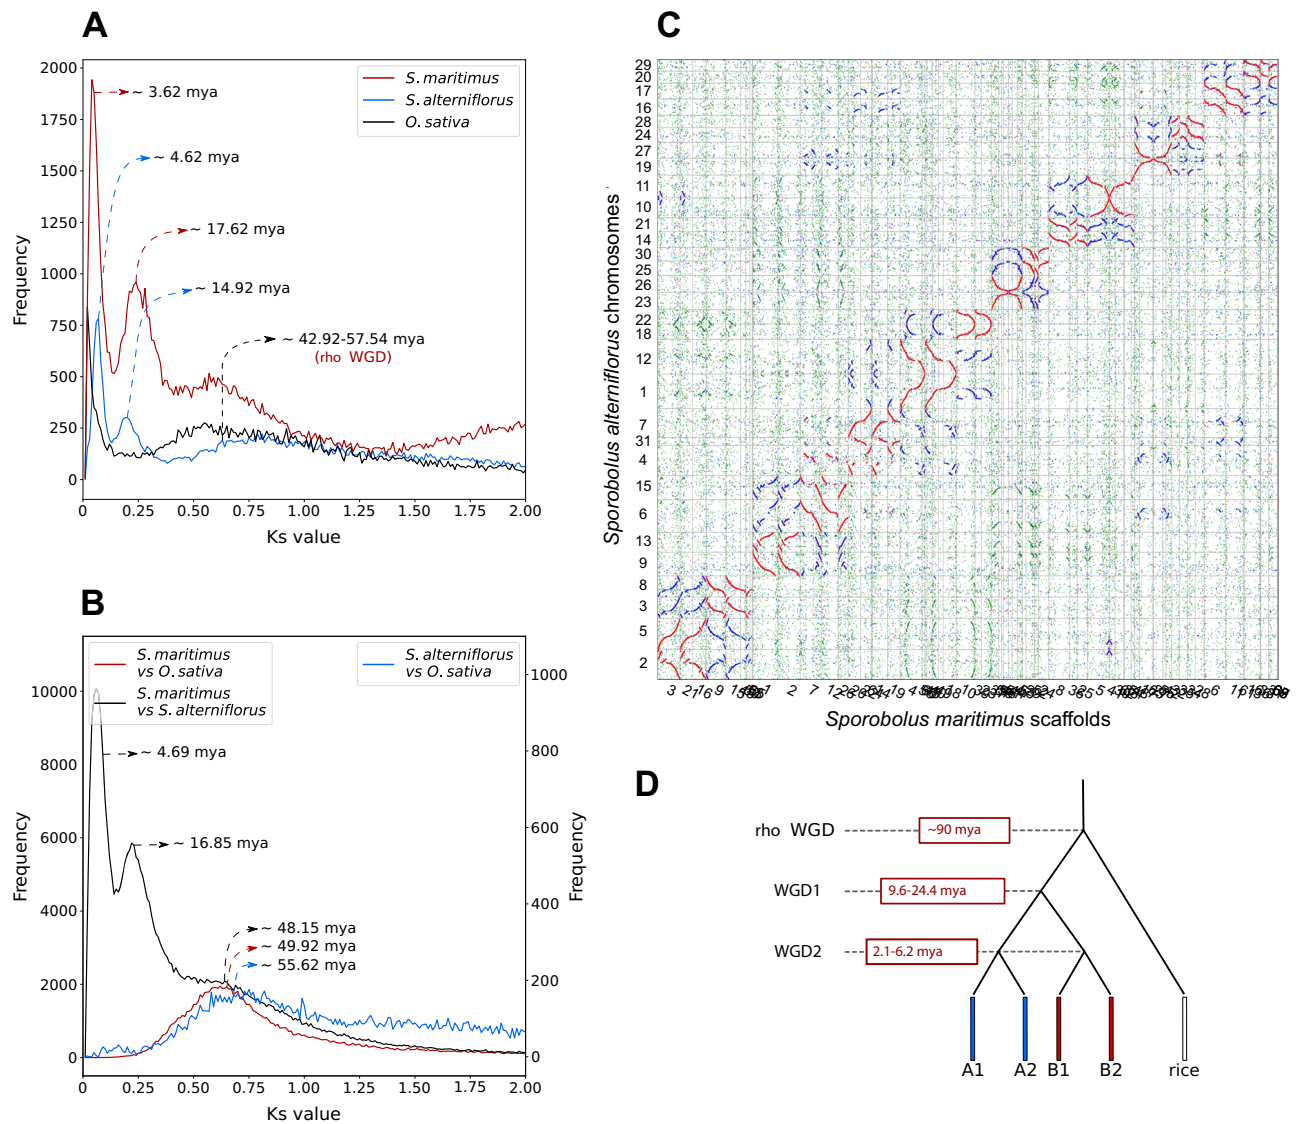 A
2000
1750
1500
1250
1000
750
500
250
0
Frequency
0
0.25
0.50
0.75
1.00
1.25
1.50
1.75
2.00
Ks value
S. maritimus
S. alterniflorus
O. sativa
~ 3.62 mya
~ 4.62 mya
~ 17.62 mya
~ 14.92 mya
~ 42.92-57.54 mya
(rho WGD)
B
10000
8000
6000
4000
2000
0
Frequency
1000
800
600
400
200
0
Frequency
0
0.25
0.50
0.75
1.00
1.25
1.50
1.75
2.00
Ks value
S. maritimus
vs O. sativa
S. maritimus
vs S. alterniflorus
S. alterniflorus
vs O. sativa
~ 4.69 mya
~ 16.85 mya
~ 48.15 mya
~ 49.92 mya
~ 55.62 mya
C
Sporobolus alterniflorus chromosomes
29
20
17
16
28
24
27
19
11
10
21
14
30
25
26
23
22
18
12
1
7
31
4
15
6
13
9
8
3
5
2
Sporobolus maritimus scaffolds
D
rho WGD
~90 mya
WGD1
9.6-24.4 mya
WGD2
2.1-6.2 mya
A1
A2
B1
B2
rice